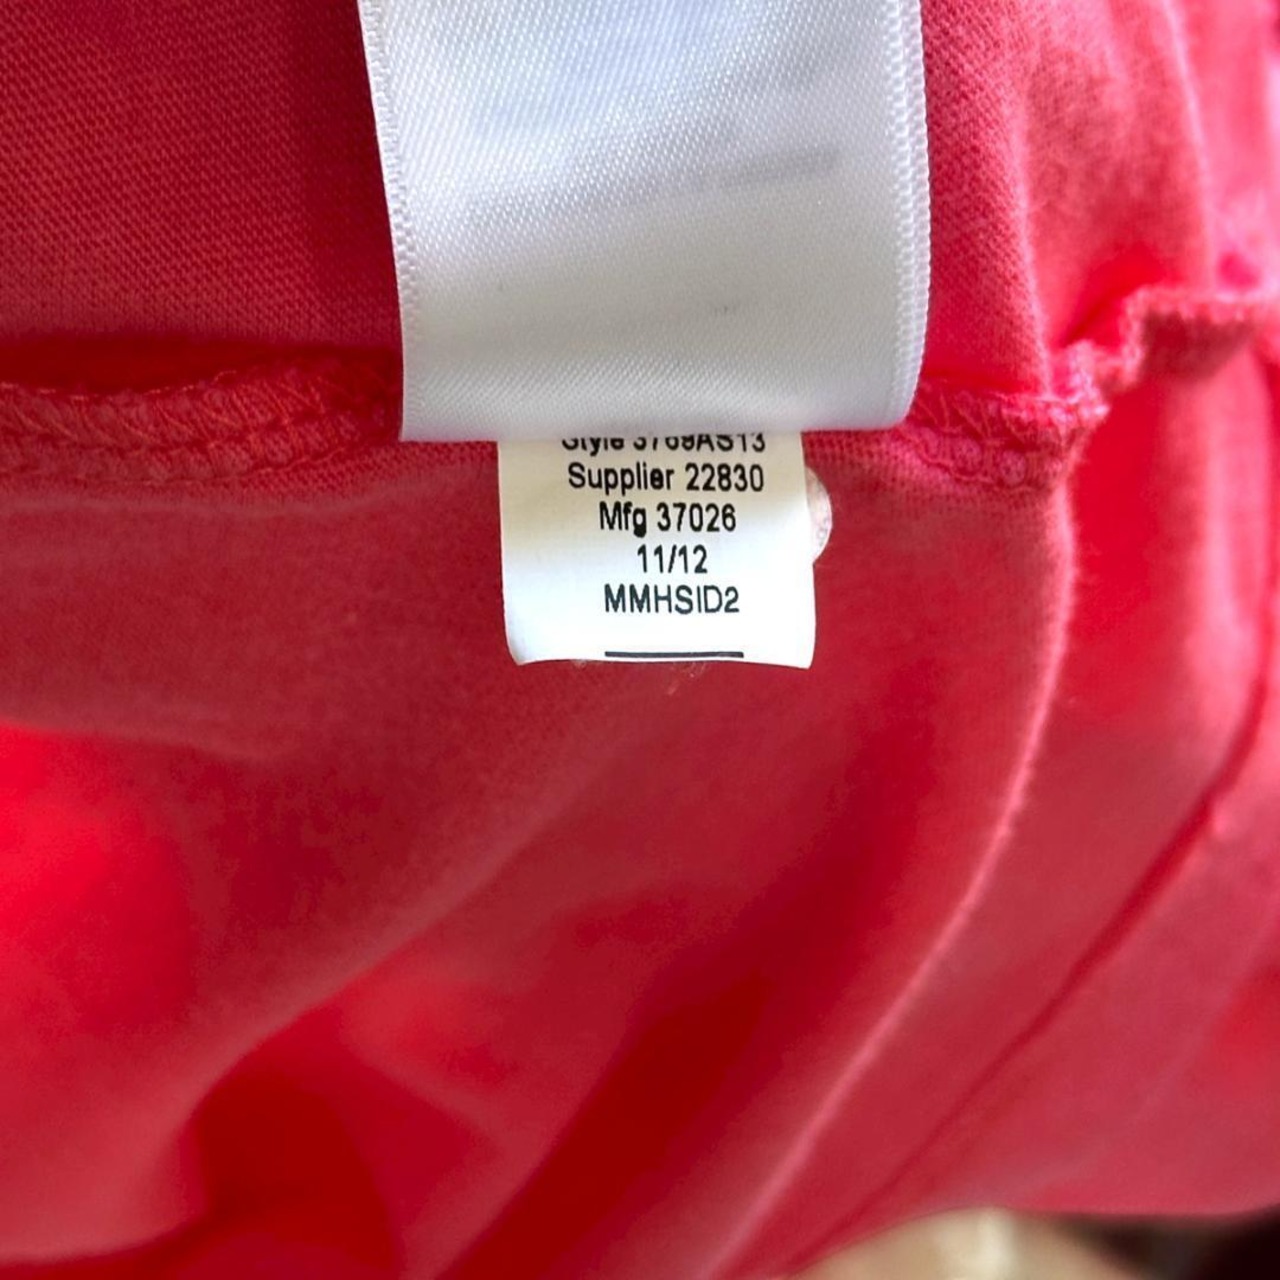 Style 3769AS13
Supplier 22830
Mfg 37026
11/12
MMHSID2